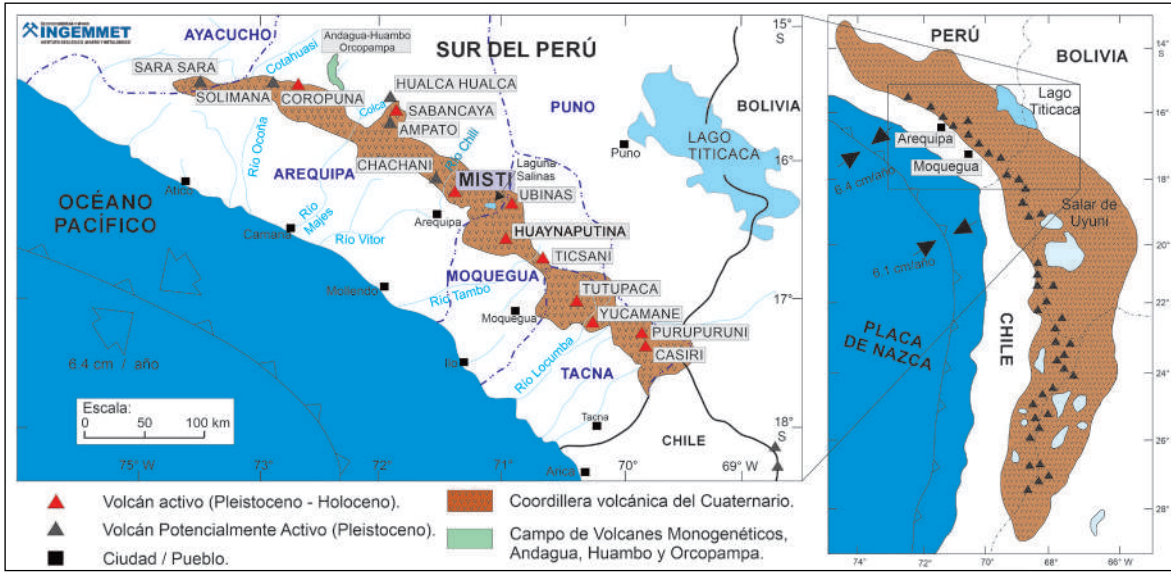 INGEMMET
INSTITUTO GEOLÓGICO MINERO Y METALÚRGICO
AYACUCHO
Cotahuasi
Andagua-Huambo
Orcopampa
SUR DEL PERÚ
15°
S
SARA SARA
SOLIMANA
COROPUNA
HUALCA HUALCA
Colca
SABANCAYA
AMPATO
PUNO
BOLIVIA
LAGO
TITICACA
Puno
16°
Río Ocoña
Río Chili
CHACHANI
Laguna
Salinas
AREQUIPA
MISTI
UBINAS
OCÉANO
PACÍFICO
Atico
Río
Majes
Camaná
Arequipa
Río Vitor
HUAYNAPUTINA
TICSANI
MOQUEGUA
Mollendo
Río Tambo
TUTUPACA
17°
Moquegua
YUCAMANE
PURUPURUNI
CASIRI
6.4 cm / año
Ilo
Río Locumba
TACNA
Escala:
0
50
100 km
Tacna
18°
S
CHILE
Arica
75° W
73°
72°
71°
70°
69° W
Volcán activo (Pleistoceno - Holoceno).
Volcán Potencialmente Activo (Pleistoceno).
Ciudad / Pueblo.
Coordillera volcánica del Cuaternario.
Campo de Volcanes Monogenéticos,
Andagua, Huambo y Orcopampa.
PERÚ
14°
S
BOLIVIA
Lago
Titicaca
16°
Arequipa
Moquegua
6.4 cm/año
18°
Salar de
Uyuni
20°
6.1 cm/año
22°
PLACA
DE NAZCA
CHILE
24°
26°
28°
74°
72°
70°
68°
66° W